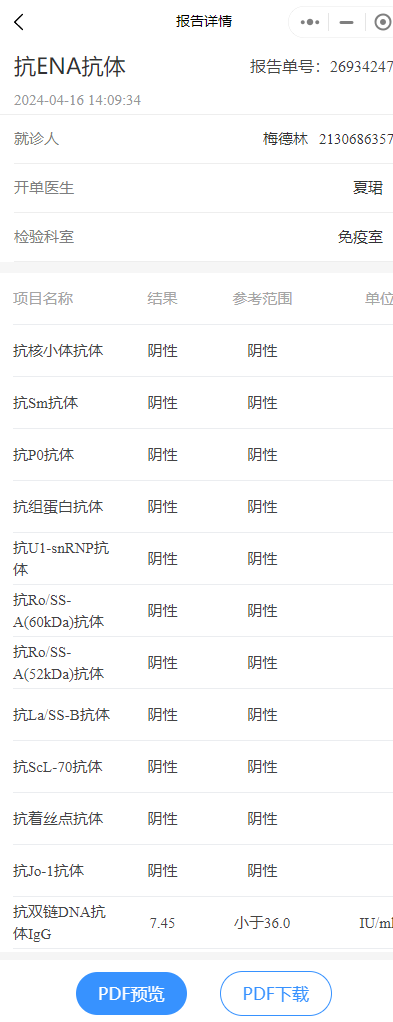 报告详情
抗ENA抗体 报告单号：26934247
2024-04-16 14:09:34
就诊人 梅德林 2130686357
开单医生 夏珺
检验科室 免疫室
项目名称 结果 参考范围 单位
抗核小体抗体 阴性 阴性
抗Sm抗体 阴性 阴性
抗P0抗体 阴性 阴性
抗组蛋白抗体 阴性 阴性
抗U1-snRNP抗
体 阴性 阴性
抗Ro/SS-
A(60kDa)抗体 阴性 阴性
抗Ro/SS-
A(52kDa)抗体 阴性 阴性
抗La/SS-B抗体 阴性 阴性
抗ScL-70抗体 阴性 阴性
抗着丝点抗体 阴性 阴性
抗Jo-1抗体 阴性 阴性
抗双链DNA抗
体IgG 7.45 小于36.0 IU/ml
PDF预览 PDF下载